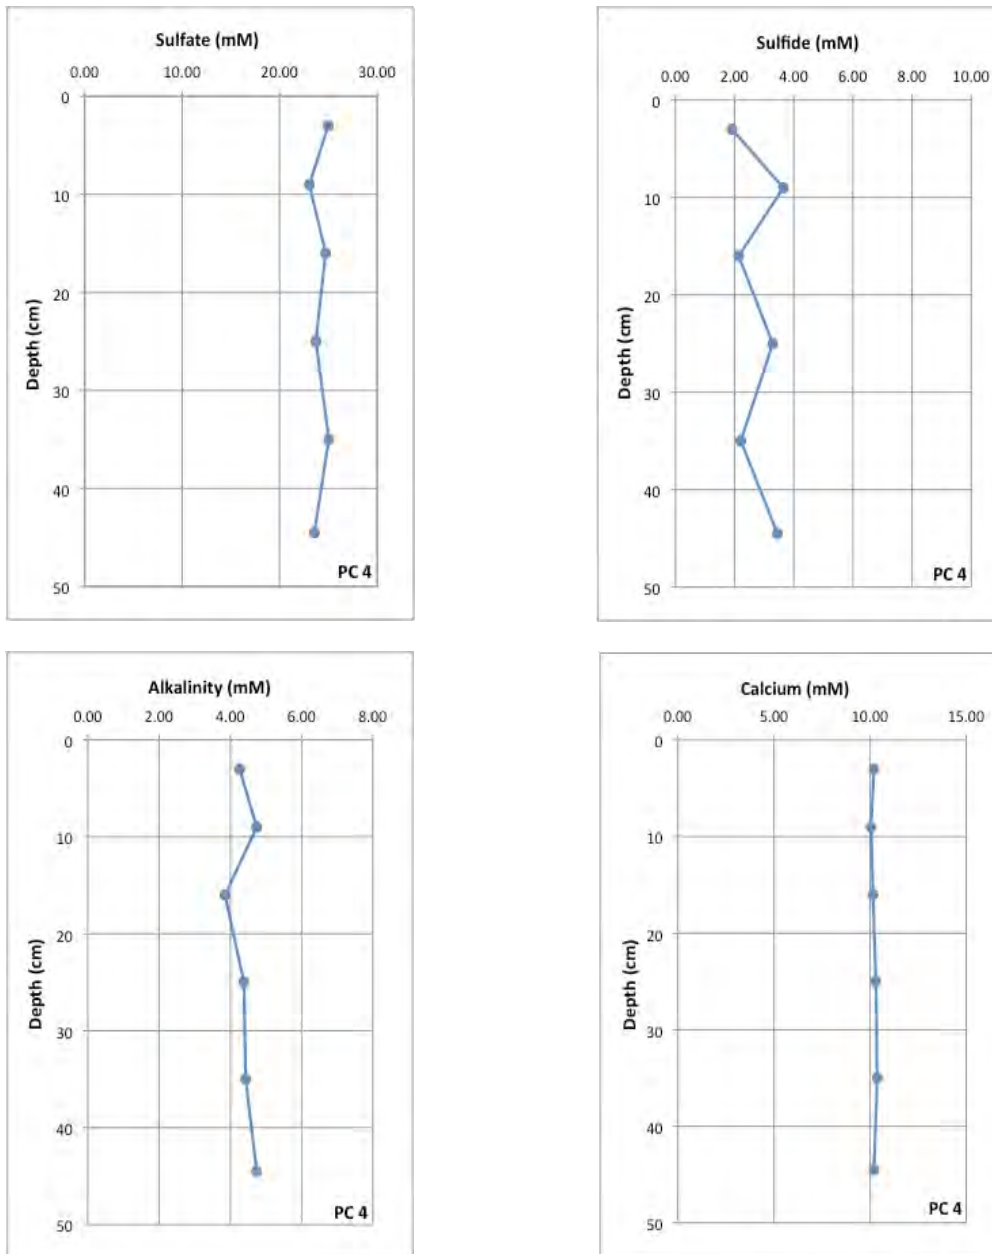 Sulfate (mM)
0.00 10.00 20.00 30.00
0
10
20
30
40
50
Depth (cm)
PC 4
Sulfide (mM)
0.00 2.00 4.00 6.00 8.00 10.00
0
10
20
30
40
50
Depth (cm)
PC 4
Alkalinity (mM)
0.00 2.00 4.00 6.00 8.00
0
10
20
30
40
50
Depth (cm)
PC 4
Calcium (mM)
0.00 5.00 10.00 15.00
0
10
20
30
40
50
Depth (cm)
PC 4